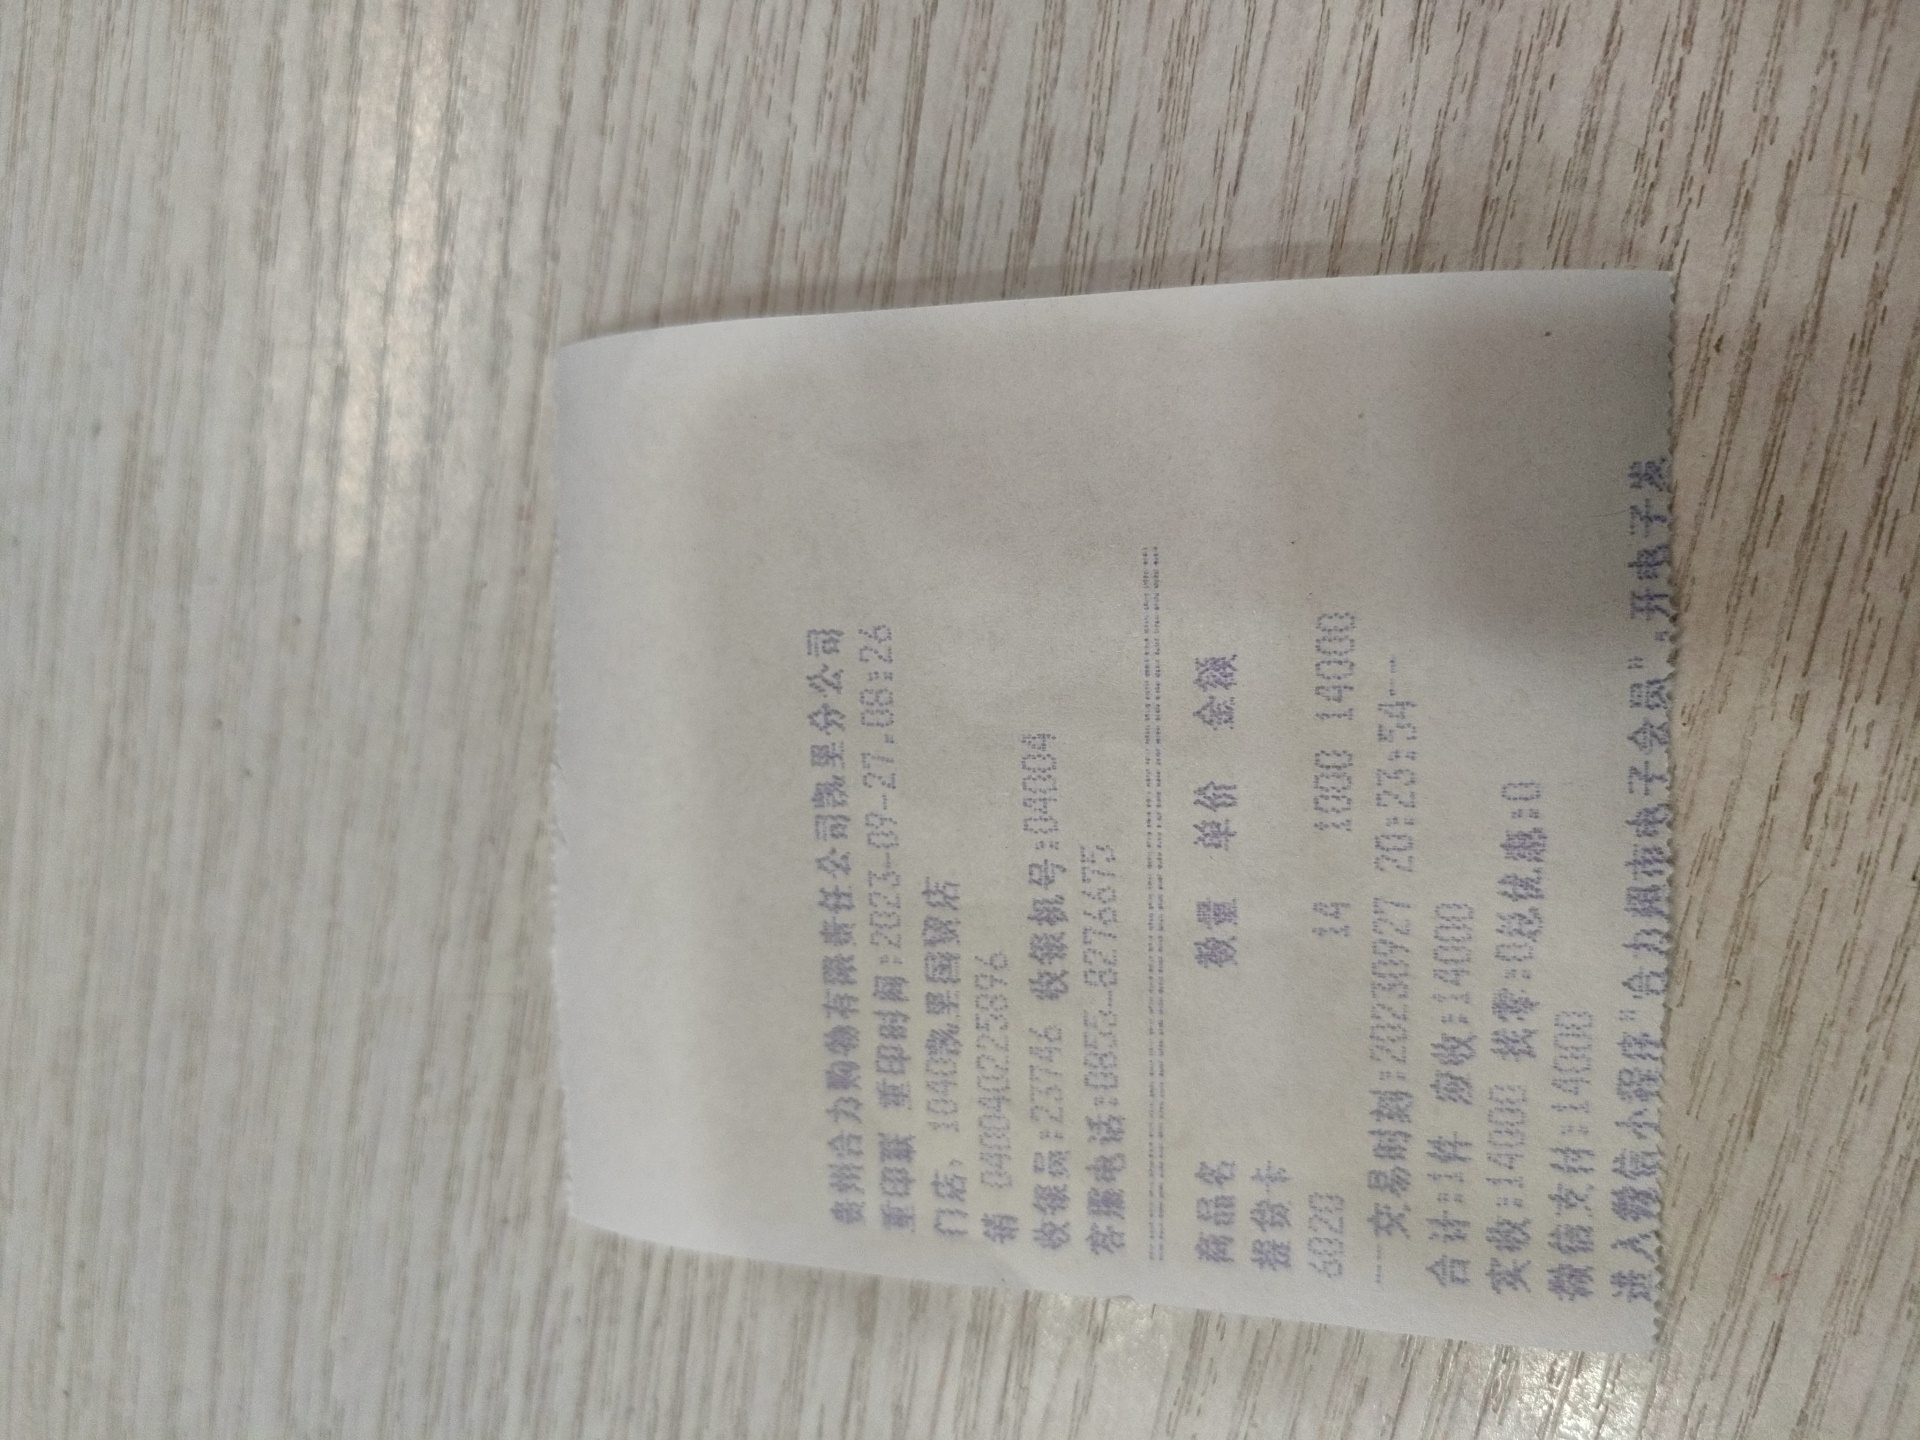 贵州合力购物有限责任公司凯里分公司
重印联 重印时间:2023-09-27.08:26
门店, 1040凯里国贸店
销 040040225896
收银员:23746 收银机号:04004
客服电话:0855-8276675
商品名 数量 单价 金额
提货卡
6020 14 1000 14000
---交易时刻:20230927 20:23:54--
合计:1件 应收:14000
实收:14000 找零:0总优惠:0
微信支付:14000
进入微信小程序"合力超市电子会员",开电子发